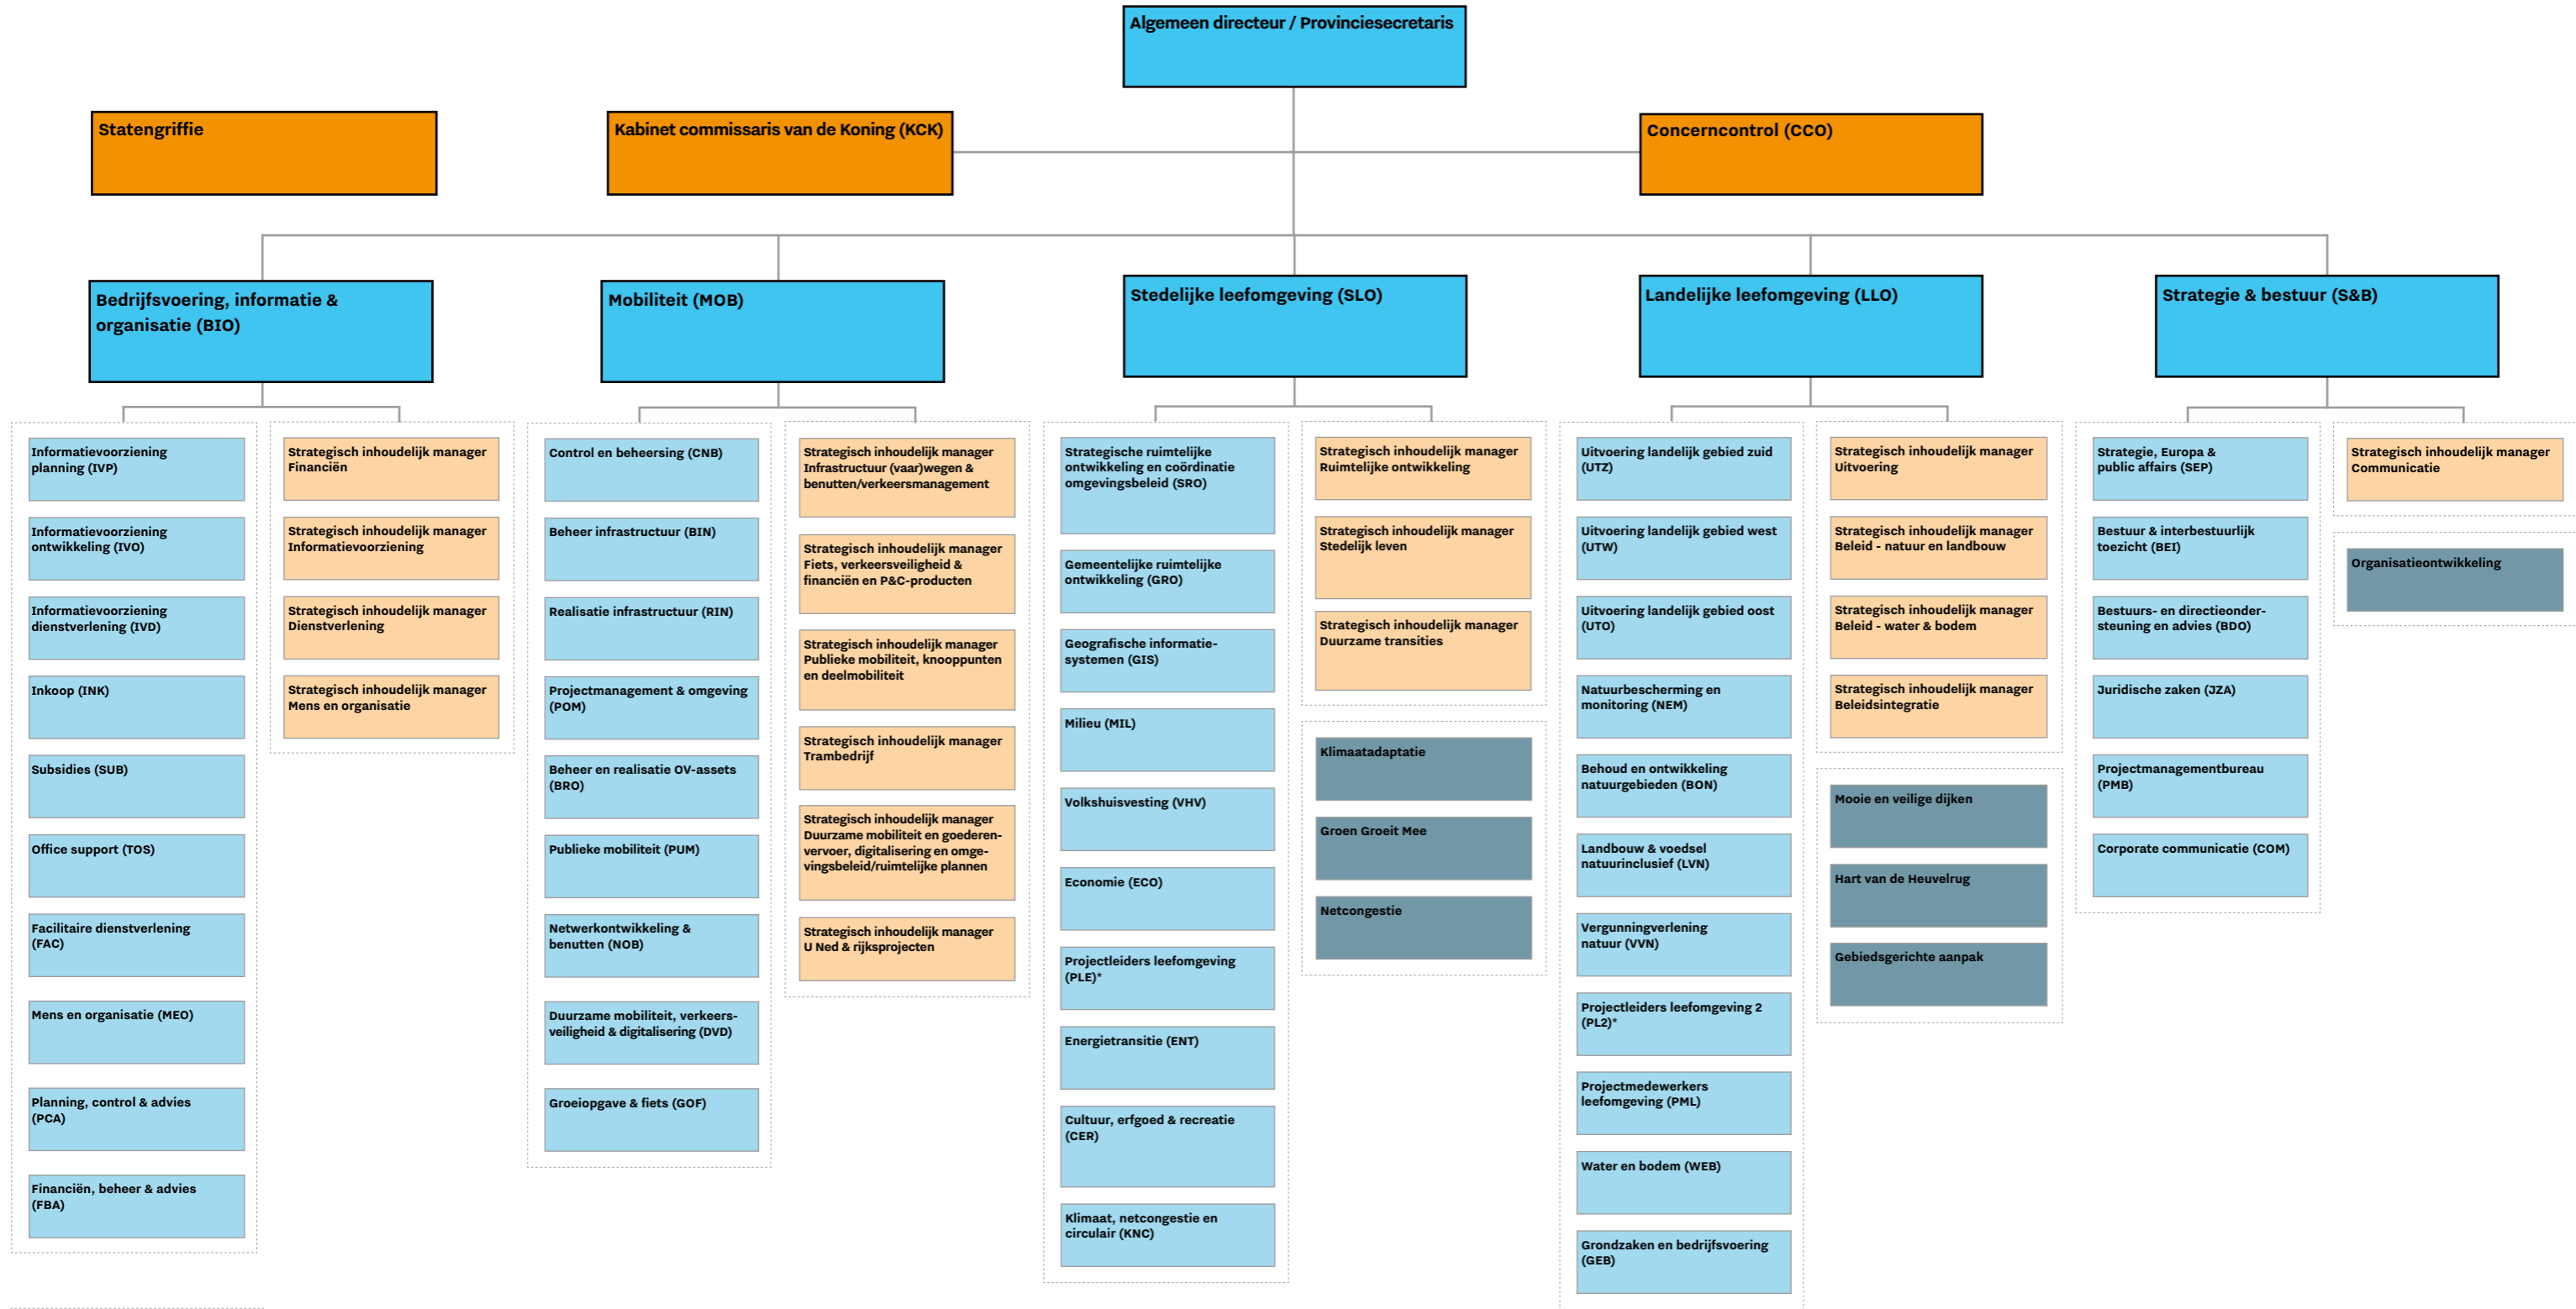 Algemeen directeur / Provinciesecretaris
Statengriffie
Kabinet commissaris van de Koning (KCK)
Concerncontrol (CCO)
Bedrijfsvoering, informatie &
organisatie (BIO)
Mobiliteit (MOB)
Stedelijke leefomgeving (SLO)
Landelijke leefomgeving (LLO)
Strategie & bestuur (S&B)
Informatievoorziening
planning (IVP)
Informatievoorziening
ontwikkeling (IVO)
Informatievoorziening
dienstverlening (IVD)
Inkoop (INK)
Subsidies (SUB)
Office support (TOS)
Facilitaire dienstverlening
(FAC)
Mens en organisatie (MEO)
Planning, control & advies
(PCA)
Financiën, beheer & advies
(FBA)
Strategisch inhoudelijk manager
Financiën
Strategisch inhoudelijk manager
Informatievoorziening
Strategisch inhoudelijk manager
Dienstverlening
Strategisch inhoudelijk manager
Mens en organisatie
Control en beheersing (CNB)
Beheer infrastructuur (BIN)
Realisatie infrastructuur (RIN)
Projectmanagement & omgeving
(POM)
Beheer en realisatie OV-assets
(BRO)
Publieke mobiliteit (PUM)
Netwerkontwikkeling &
benutten (NOB)
Duurzame mobiliteit, verkeers-
veiligheid & digitalisering (DVD)
Groeiopgave & fiets (GOF)
Strategisch inhoudelijk manager
Infrastructuur (vaar)wegen &
benutten/verkeersmanagement
Strategisch inhoudelijk manager
Fiets, verkeersveiligheid &
financiën en P&C-producten
Strategisch inhoudelijk manager
Publieke mobiliteit, knooppunten
en deelmobiliteit
Strategisch inhoudelijk manager
Trambedrijf
Strategisch inhoudelijk manager
Duurzame mobiliteit en goederen-
vervoer, digitalisering en omge-
vingsbeleid/ruimtelijke plannen
Strategisch inhoudelijk manager
U Ned & rijksprojecten
Strategische ruimtelijke
ontwikkeling en coördinatie
omgevingsbeleid (SRO)
Gemeentelijke ruimtelijke
ontwikkeling (GRO)
Geografische informatie-
systemen (GIS)
Milieu (MIL)
Volkshuisvesting (VHV)
Economie (ECO)
Projectleiders leefomgeving
(PLE)*
Energietransitie (ENT)
Cultuur, erfgoed & recreatie
(CER)
Klimaat, netcongestie en
circulair (KNC)
Strategisch inhoudelijk manager
Ruimtelijke ontwikkeling
Strategisch inhoudelijk manager
Stedelijk leven
Strategisch inhoudelijk manager
Duurzame transities
Klimaatadaptatie
Groen Groeit Mee
Netcongestie
Uitvoering landelijk gebied zuid
(UTZ)
Uitvoering landelijk gebied west
(UTW)
Uitvoering landelijk gebied oost
(UTO)
Natuurbescherming en
monitoring (NEM)
Behoud en ontwikkeling
natuurgebieden (BON)
Landbouw & voedsel
natuurinclusief (LVN)
Vergunningverlening
natuur (VVN)
Projectleiders leefomgeving 2
(PL2)*
Projectmedewerkers
leefomgeving (PML)
Water en bodem (WEB)
Grondzaken en bedrijfsvoering
(GEB)
Strategisch inhoudelijk manager
Uitvoering
Strategisch inhoudelijk manager
Beleid - natuur en landbouw
Strategisch inhoudelijk manager
Beleid - water & bodem
Strategisch inhoudelijk manager
Beleidsintegratie
Mooie en veilige dijken
Hart van de Heuvelrug
Gebiedsgerichte aanpak
Strategie, Europa &
public affairs (SEP)
Bestuur & interbestuurlijk
toezicht (BEI)
Bestuurs- en directieonder-
steuning en advies (BDO)
Juridische zaken (JZA)
Projectmanagementbureau
(PMB)
Corporate communicatie (COM)
Strategisch inhoudelijk manager
Communicatie
Organisatieontwikkeling